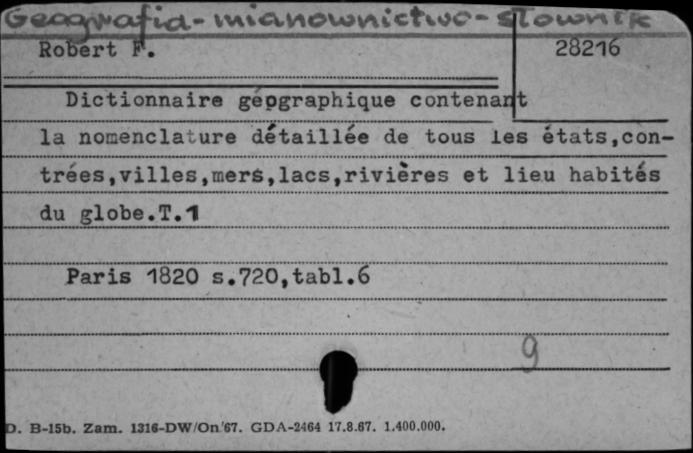 Geografia-mianownictwo-słownik
Robert F. 28216
Dictionnaire géographique contenant
la nomenclature détaillée de tous les états,con-
trées,villes,mers,lacs,rivières et lieu habités
du globe.T.1
Paris 1820 s.720,tabl.6
9
D. B-15b. Zam. 1316-DW/On/67. GDA-2464 17.8.67. 1.400.000.